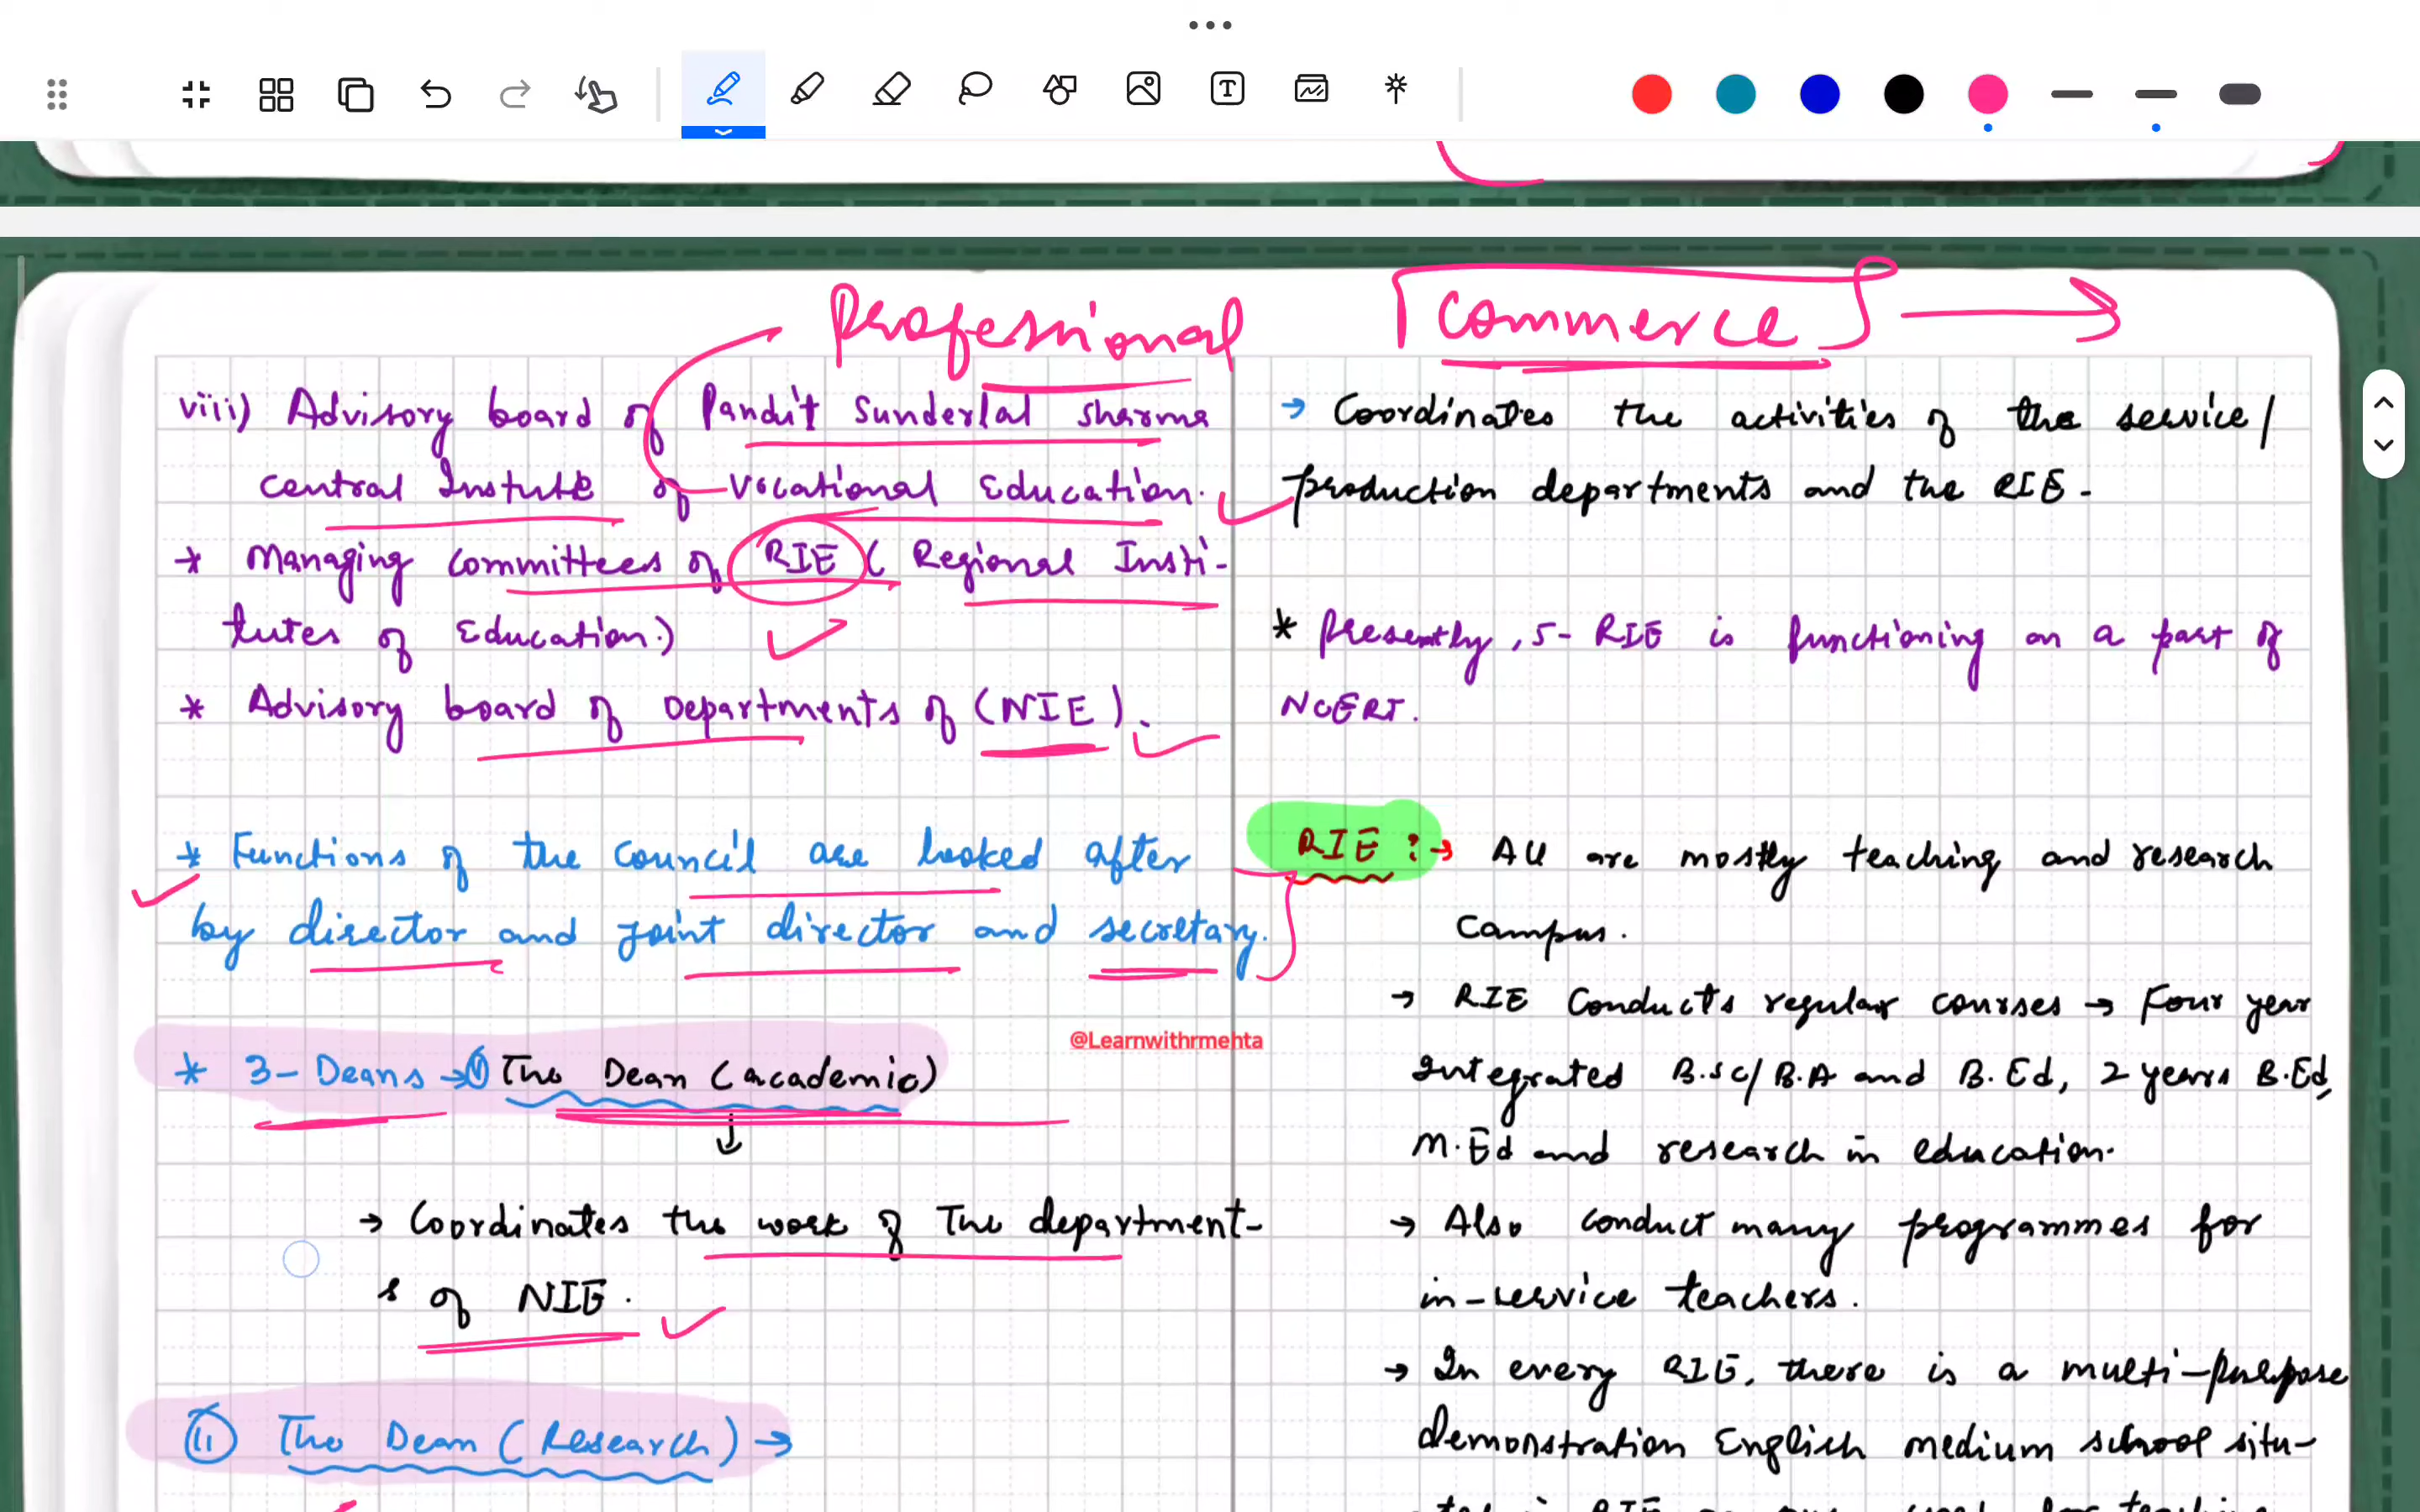 Professional
Commerce
viii) Advisory board of Pandit Sunderlal Sharma
Central Instute of Vocational Education.
* Managing Committees of RIE ( Regional Insti-
tutes of Education.)
* Advisory board of Departments of (NIE).
* Functions of the Council are looked after
by director and joint director and secretary.
@Learnwithrmehta
* 3- Deans → (i) The Dean (academic)
→ Coordinates the work of The department-
s of NIE.
(ii) The Dean (Research) →
→ Coordinates the activities of the service/
production departments and the RIE.
* Presently, 5- RIE is functioning on a part of
NCERT.
RIE :→ All are mostly teaching and research
Campus.
→ RIE Conducts regular courses → Four year
Integrated B.Sc/B.A and B.Ed, 2 years B.Ed,
M.Ed and research in education.
→ Also conduct many programmes for
in-service teachers.
→ In every RIE, there is a multi-purpose
demonstration English medium school situ-